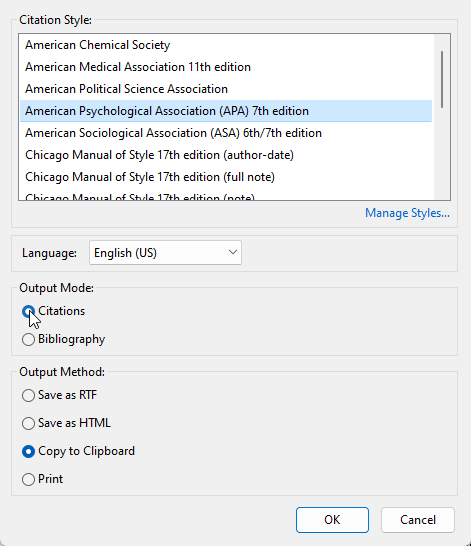 Citation Style:
American Chemical Society
American Medical Association 11th edition
American Political Science Association
American Psychological Association (APA) 7th edition
American Sociological Association (ASA) 6th/7th edition
Chicago Manual of Style 17th edition (author-date)
Chicago Manual of Style 17th edition (full note)
Chicago Manual of Style 17th edition (note)
Manage Styles...
Language: English (US)
Output Mode:
Citations
Bibliography
Output Method:
Save as RTF
Save as HTML
Copy to Clipboard
Print
OK Cancel